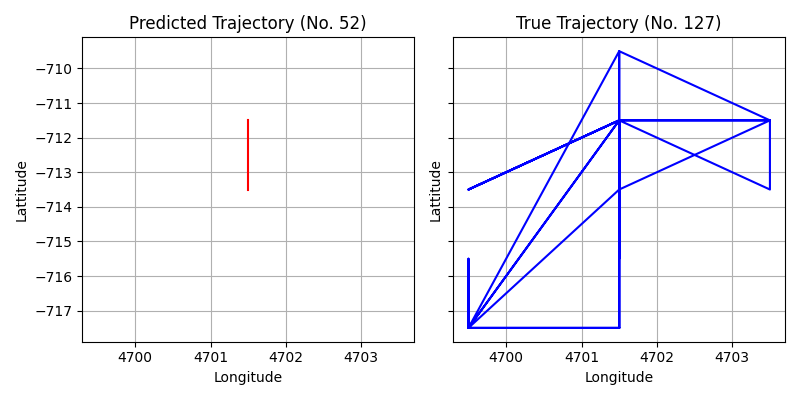 Predicted Trajectory (No. 52)
True Trajectory (No. 127)
Lattitude
−710
−711
−712
−713
−714
−715
−716
−717
4700 4701 4702 4703
Longitude
Lattitude
4700 4701 4702 4703
Longitude